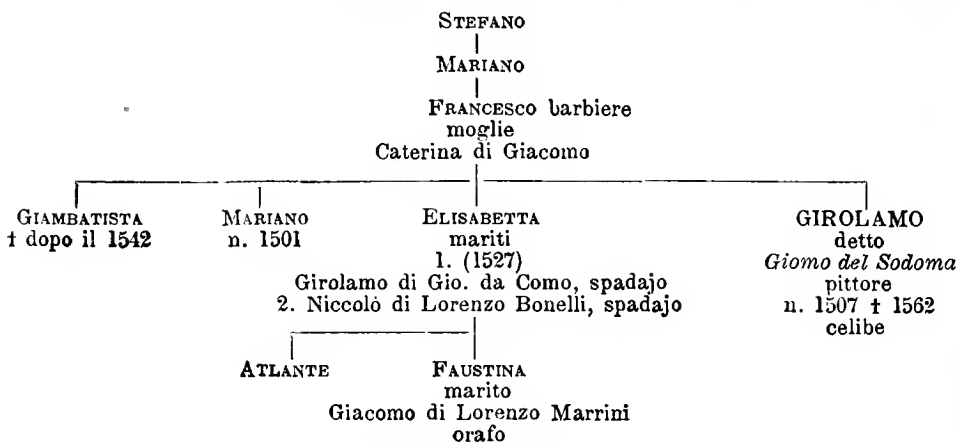 STEFANO
MARIANO
FRANCESCO barbiere
moglie
Caterina di Giacomo
GIAMBATISTA
† dopo il 1542
MARIANO
n. 1501
ELISABETTA
mariti
1. (1527)
Girolamo di Gio. da Como, spadajo
2. Niccolò di Lorenzo Bonelli, spadajo
GIROLAMO
detto
Giomo del Sodoma
pittore
n. 1507 † 1562
celibe
ATLANTE
FAUSTINA
marito
Giacomo di Lorenzo Marrini
orafo